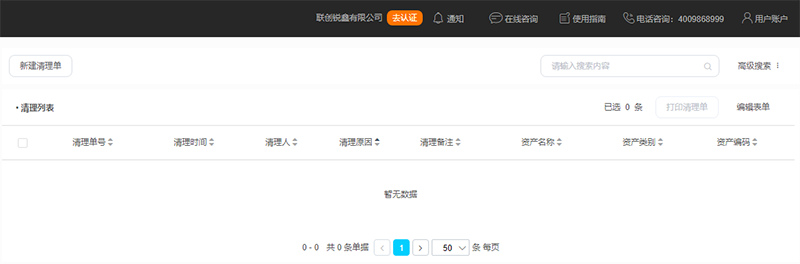 联创锐鑫有限公司 去认证 通知 在线咨询 使用指南 电话咨询：4009868999 用户账户
新建清理单 请输入搜索内容 高级搜索
• 清理列表 已选 0 条 打印清理单 编辑表单
清理单号 清理时间 清理人 清理原因 清理备注 资产名称 资产类别 资产编码
暂无数据
0 - 0 共 0 条单据 < 1 > 50 条 每页